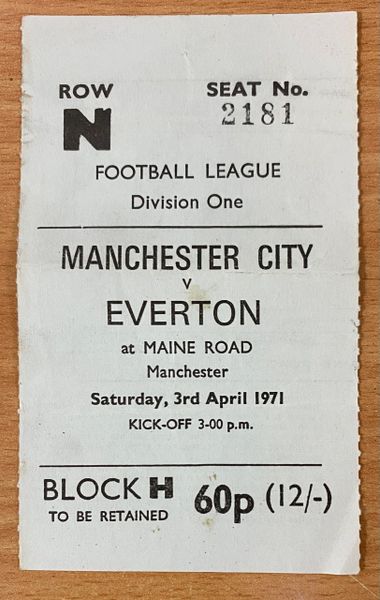 ROW SEAT No.
N 2181
FOOTBALL LEAGUE
Division One
MANCHESTER CITY
v
EVERTON
at MAINE ROAD
Manchester
Saturday, 3rd April 1971
KICK-OFF 3-00 p.m.
BLOCK H 60p (12/-)
TO BE RETAINED